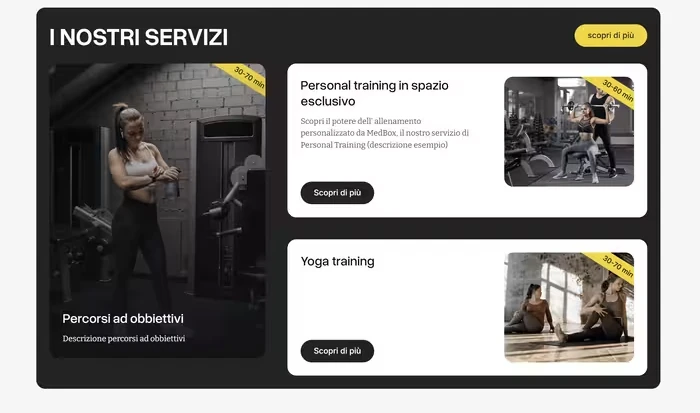 I NOSTRI SERVIZI
scopri di più
30-70 min
Percorsi ad obbiettivi
Descrizione percorsi ad obbiettivi
Personal training in spazio
esclusivo
Scopri il potere dell' allenamento
personalizzato da MedBox, il nostro servizio di
Personal Training (descrizione esempio)
Scopri di più
30-60 min
Yoga training
Scopri di più
30-70 min